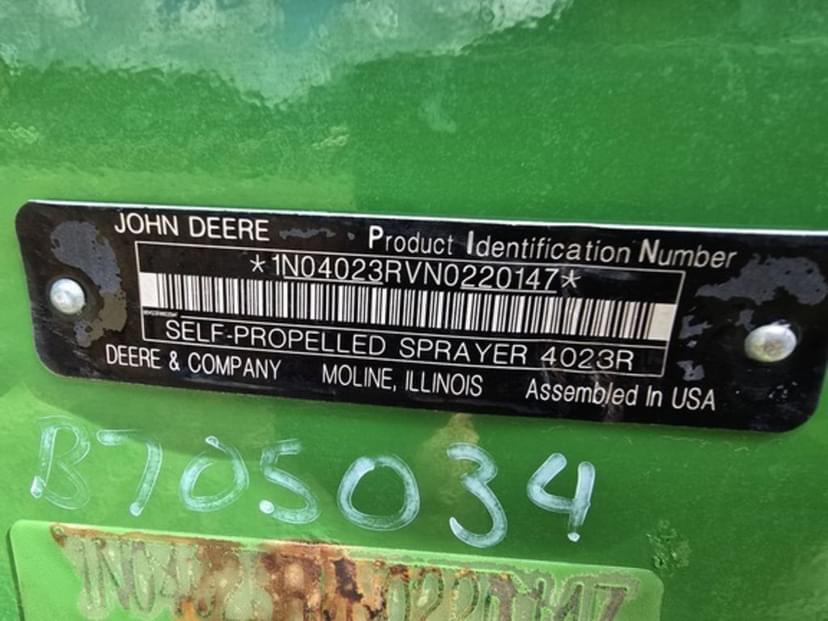 JOHN DEERE Product Identification Number
*1N04023RVN0220147*
SELF-PROPELLED SPRAYER 4023R
DEERE & COMPANY MOLINE, ILLINOIS Assembled In USA
B705034